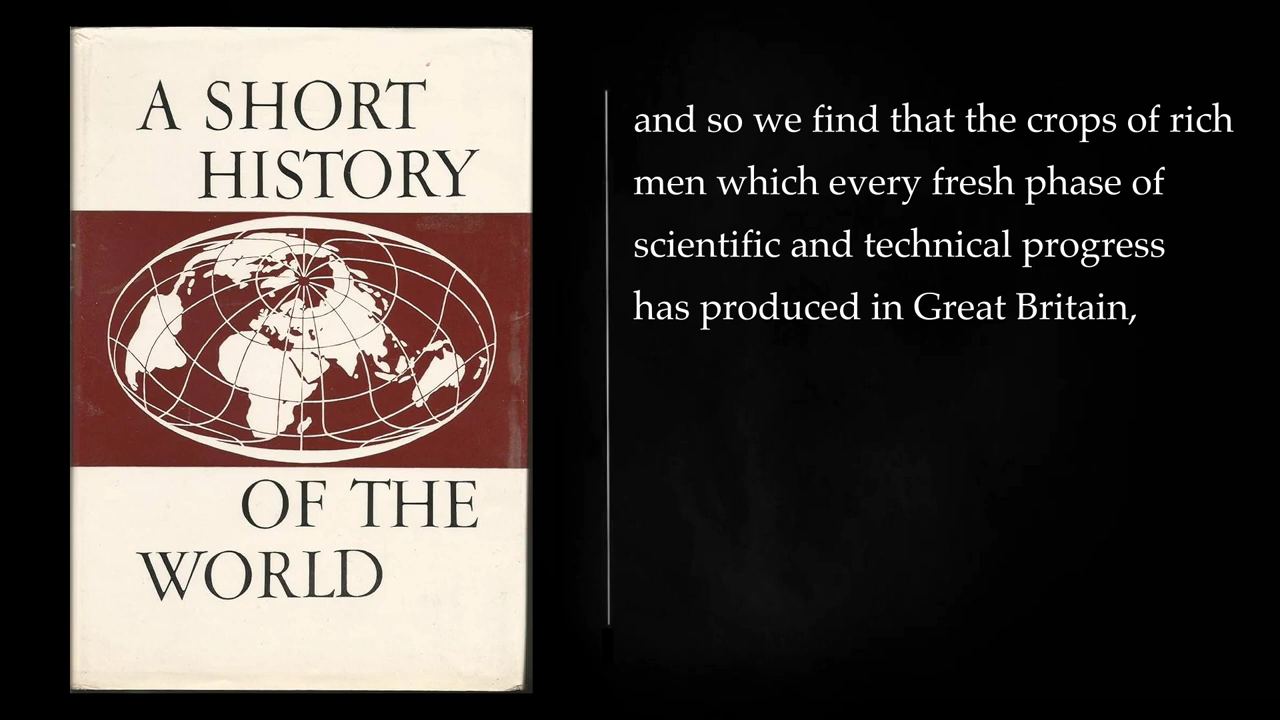 A SHORT
HISTORY
OF THE
WORLD
and so we find that the crops of rich
men which every fresh phase of
scientific and technical progress
has produced in Great Britain,